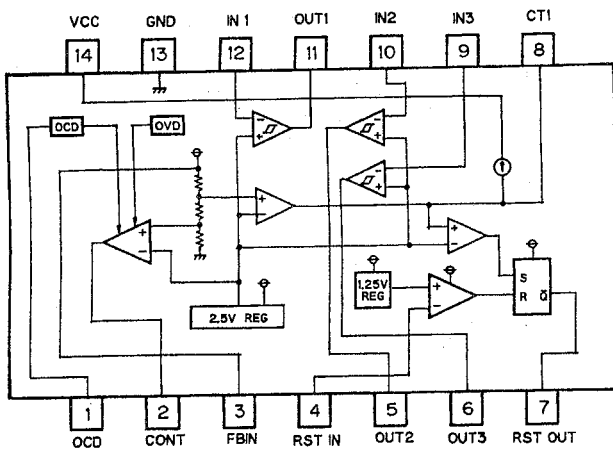 VCC GND IN 1 OUT1 IN2 IN3 CT1
14 13 12 11 10 9 8
OCD OVD
+ −
− +
− +
− +
+ −
+ −
+ −
+ −
2.5V REG
1.25V
REG
S
R Q̄
1 2 3 4 5 6 7
OCD CONT FBIN RST IN OUT2 OUT3 RST OUT